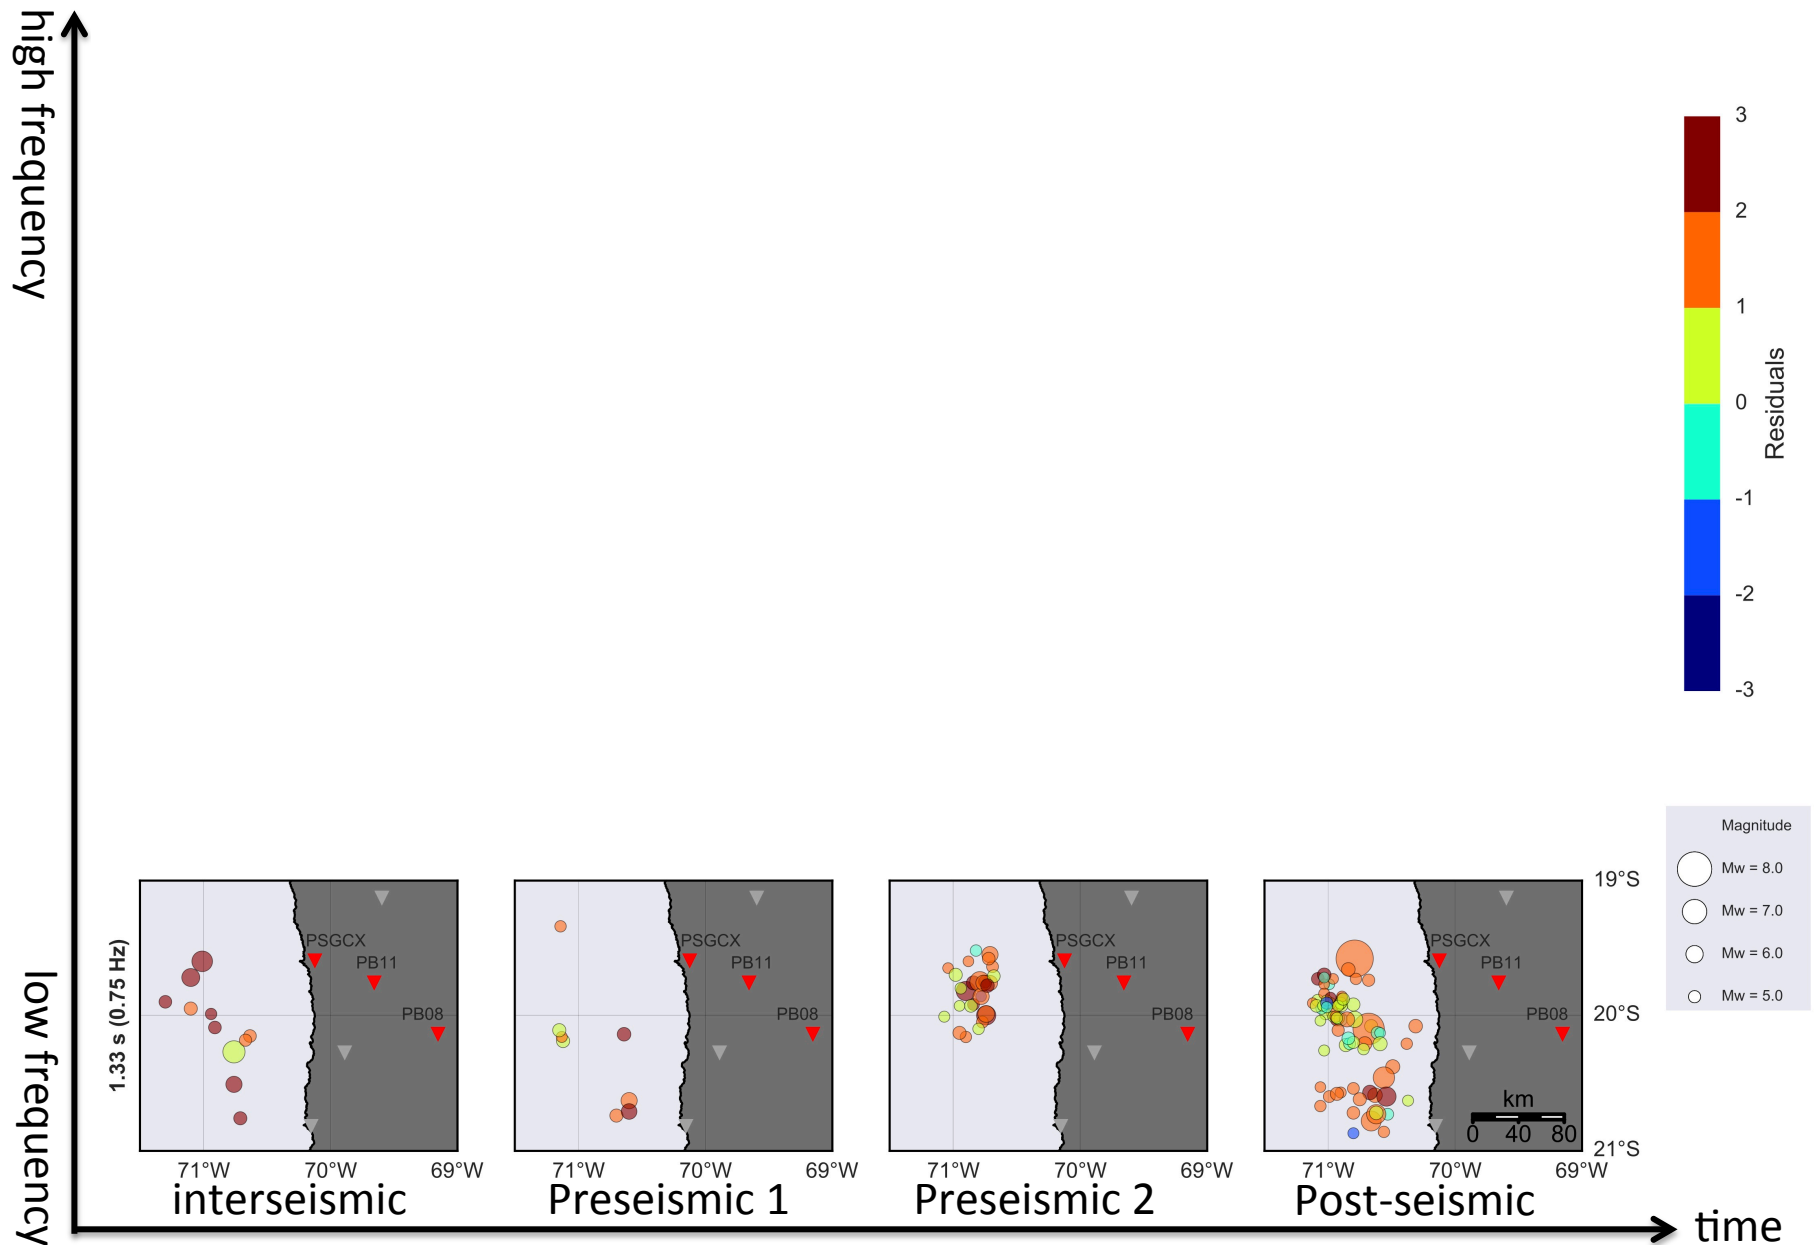 high frequency
3
2
1
0
-1
-2
-3
Residuals
Magnitude
Mw = 8.0
Mw = 7.0
Mw = 6.0
Mw = 5.0
low frequency
1.33 s (0.75 Hz)
PSGCX
PB11
PB08
71°W 70°W 69°W
interseismic
PSGCX
PB11
PB08
71°W 70°W 69°W
Preseismic 1
PSGCX
PB11
PB08
71°W 70°W 69°W
Preseismic 2
PSGCX
PB11
PB08
km
0 40 80
19°S
20°S
21°S
71°W 70°W 69°W
Post-seismic
time